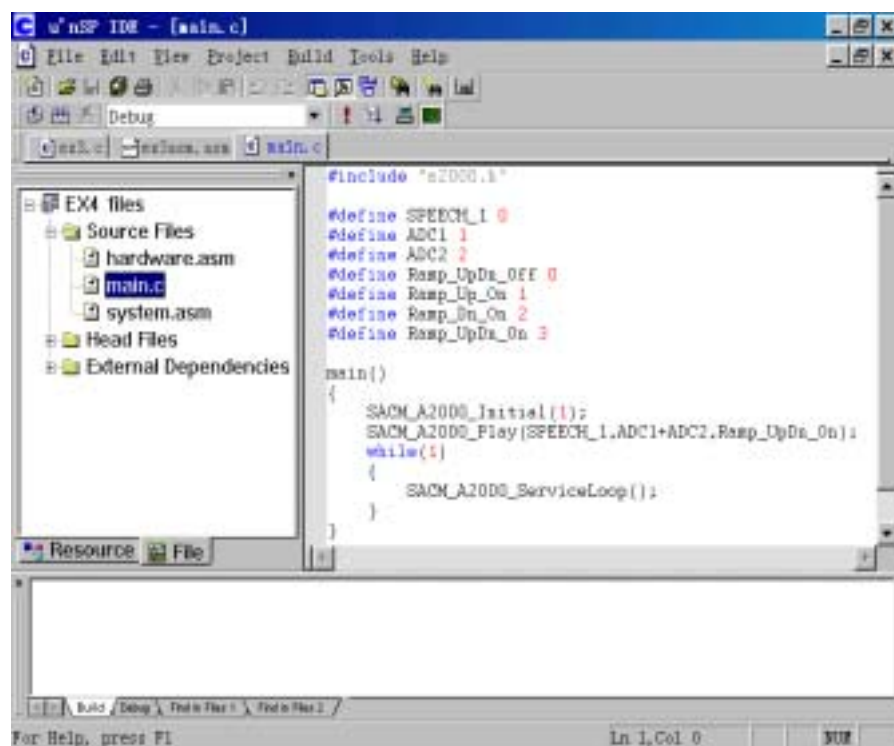 u'nSP IDE - [main.c]
File Edit View Project Build Tools Help
Debug
main.c
EX4 files
Source Files
hardware.asm
main.c
system.asm
Head Files
External Dependencies
Resource File
#include "a2000.h"
#define SPEECH_1 0
#define ADC1 1
#define ADC2 2
#define Ramp_UpDn_Off 0
#define Ramp_Up_On 1
#define Ramp_Dn_On 2
#define Ramp_UpDn_On 3
main()
{
SACM_A2000_Initial(1);
SACM_A2000_Play(SPEECH_1,ADC1+ADC2,Ramp_UpDn_On);
while(1)
{
SACM_A2000_ServiceLoop();
}
}
Build Debug Find in Files 1 Find in Files 2
For Help, press F1
Ln 1,Col 0
NUM